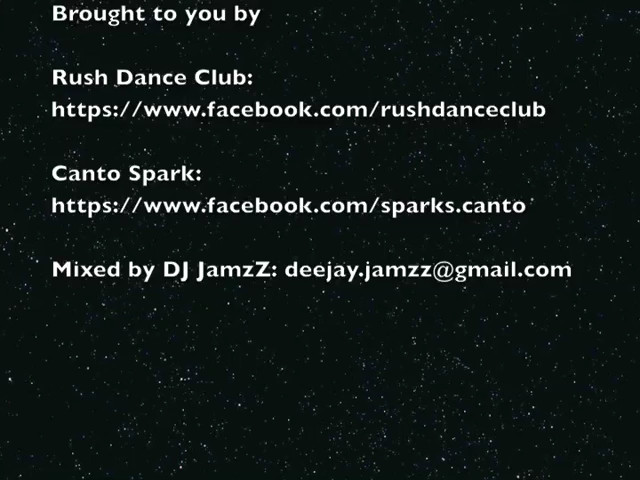 Brought to you by
Rush Dance Club:
https://www.facebook.com/rushdanceclub
Canto Spark:
https://www.facebook.com/sparks.canto
Mixed by DJ JamzZ: deejay.jamzz@gmail.com